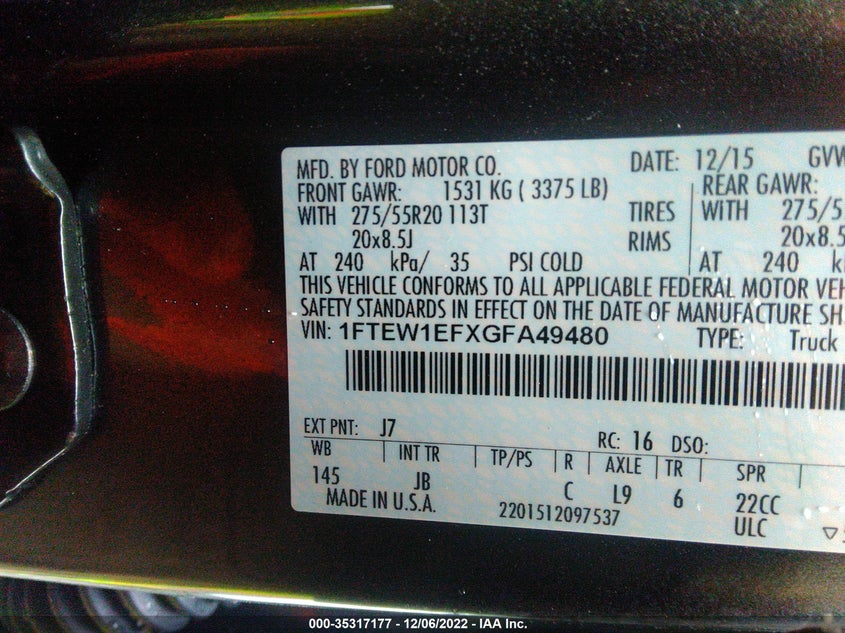 MFD. BY FORD MOTOR CO. DATE: 12/15 GVW
FRONT GAWR: 1531 KG ( 3375 LB) REAR GAWR:
WITH 275/55R20 113T TIRES WITH 275/5
20x8.5J RIMS 20x8.5
AT 240 kPa/ 35 PSI COLD AT 240 k
THIS VEHICLE CONFORMS TO ALL APPLICABLE FEDERAL MOTOR VEH
SAFETY STANDARDS IN EFFECT ON THE DATE OF MANUFACTURE SH
VIN: 1FTEW1EFXGFA49480 TYPE: Truck
EXT PNT: J7 RC: 16 DSO:
WB INT TR TP/PS R AXLE TR SPR
145 JB C L9 6 22CC
MADE IN U.S.A. 2201512097537 ULC
000-35317177 - 12/06/2022 - IAA Inc.